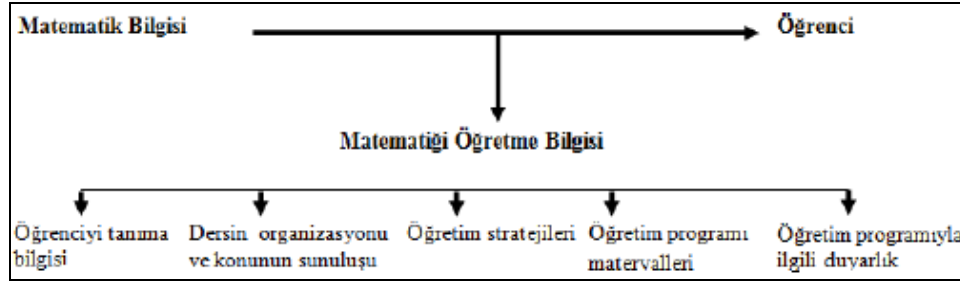 Matematik Bilgisi Öğrenci
Matematiği Öğretme Bilgisi
Öğrenciyi tanıma bilgisi
Dersin organizasyonu ve konunun sunuluşu
Öğretim stratejileri
Öğretim programı matervalleri
Öğretim programıyla ilgili duyarlık